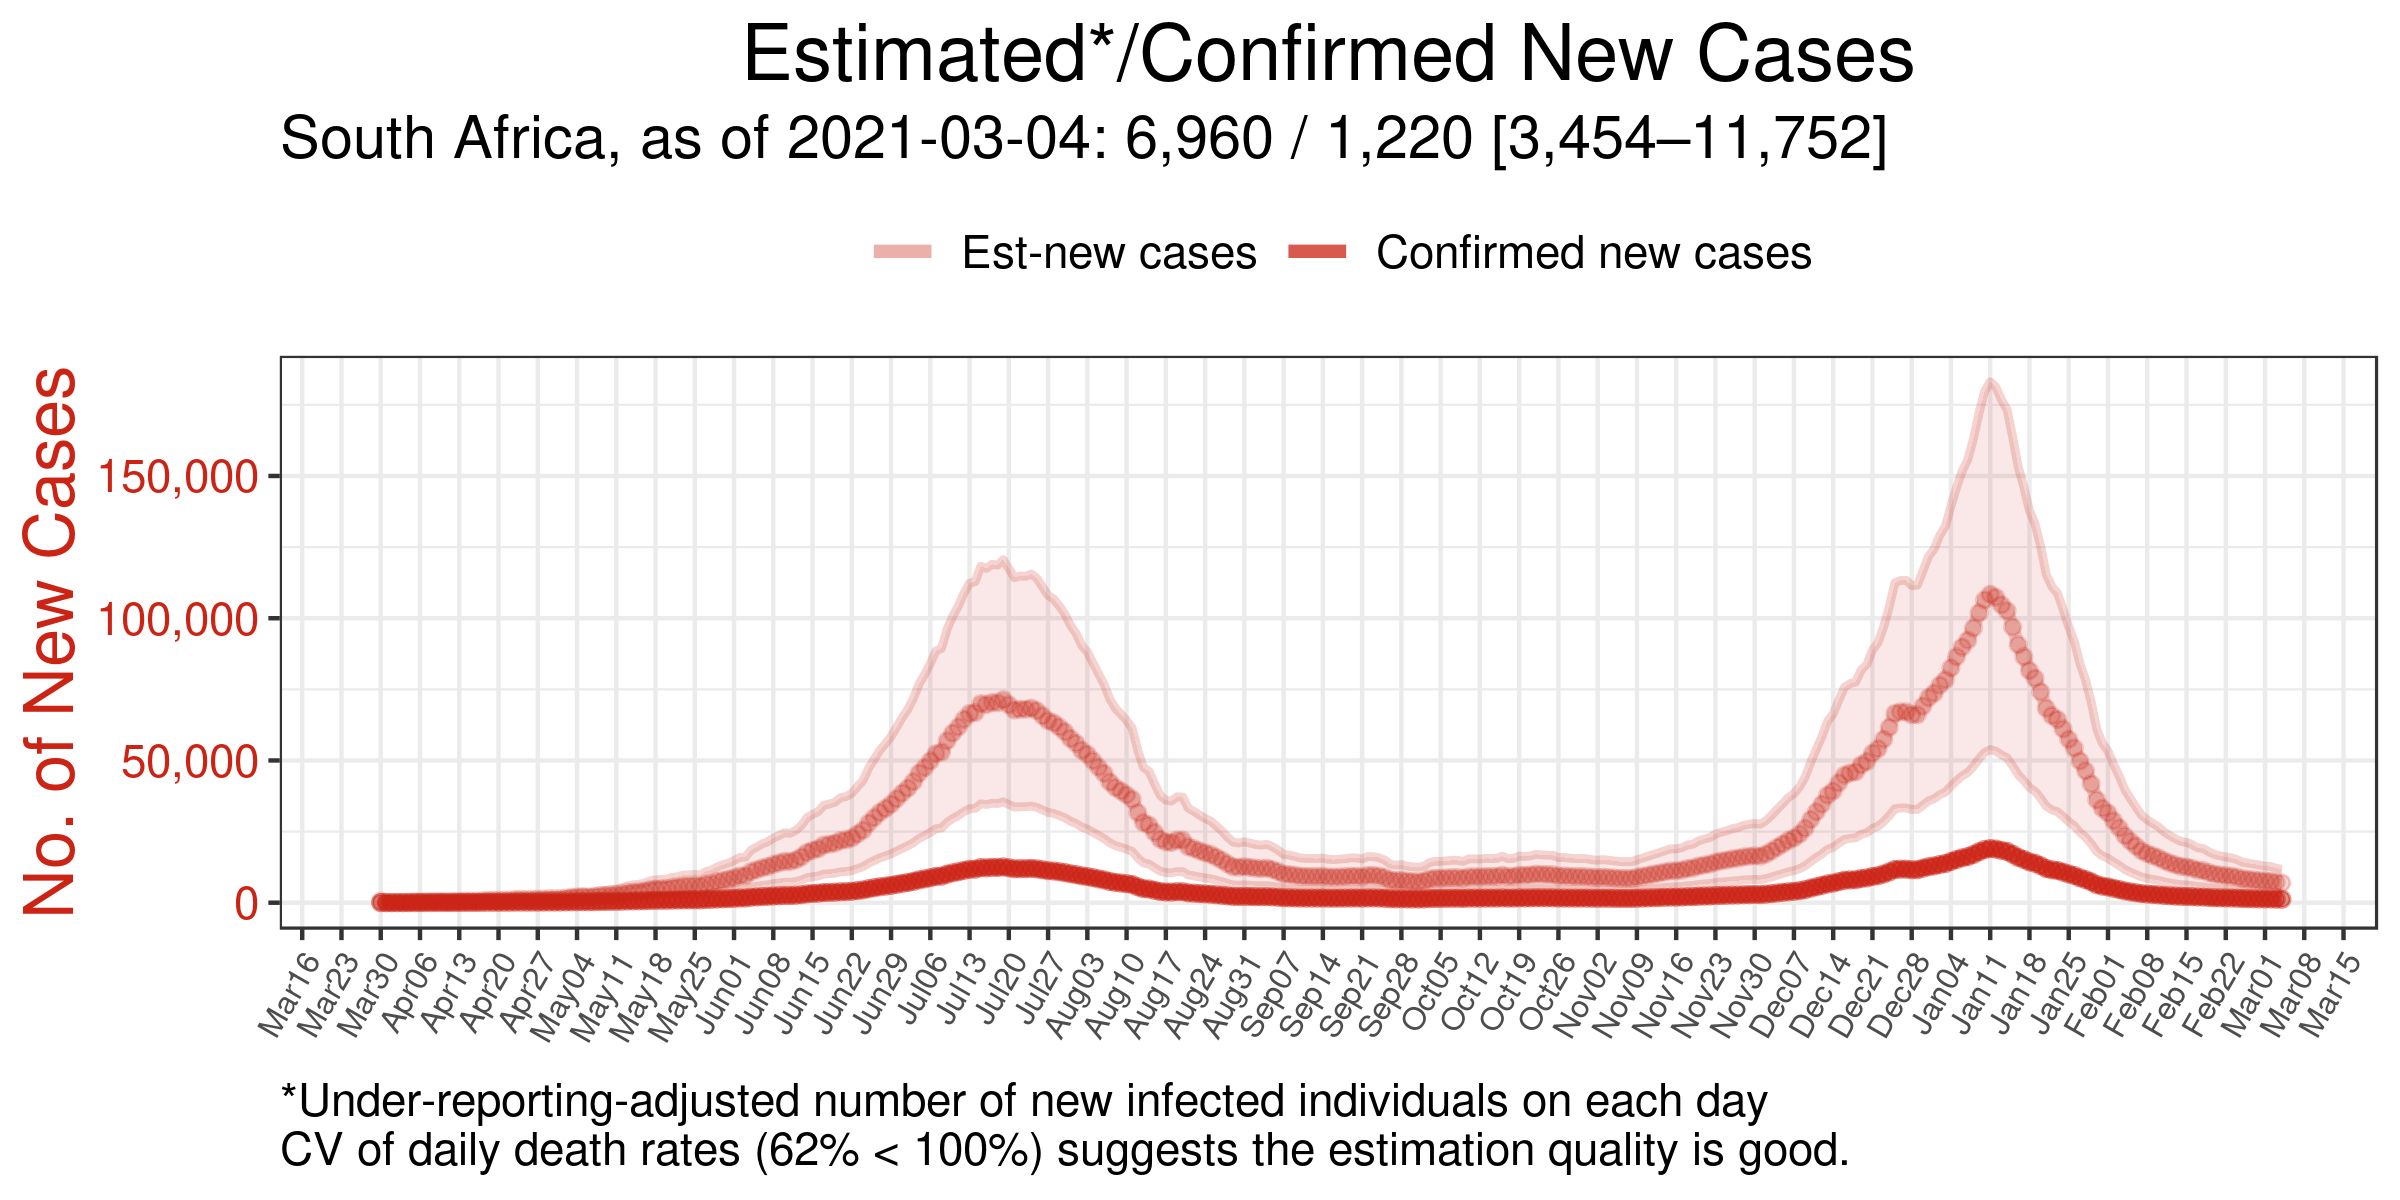 Estimated*/Confirmed New Cases
South Africa, as of 2021-03-04: 6,960 / 1,220 [3,454–11,752]
Est-new cases
Confirmed new cases
No. of New Cases
150,000
100,000
50,000
0
Mar16
Mar23
Mar30
Apr06
Apr13
Apr20
Apr27
May04
May11
May18
May25
Jun01
Jun08
Jun15
Jun22
Jun29
Jul06
Jul13
Jul20
Jul27
Aug03
Aug10
Aug17
Aug24
Aug31
Sep07
Sep14
Sep21
Sep28
Oct05
Oct12
Oct19
Oct26
Nov02
Nov09
Nov16
Nov23
Nov30
Dec07
Dec14
Dec21
Dec28
Jan04
Jan11
Jan18
Jan25
Feb01
Feb08
Feb15
Feb22
Mar01
Mar08
Mar15
*Under-reporting-adjusted number of new infected individuals on each day
CV of daily death rates (62% < 100%) suggests the estimation quality is good.